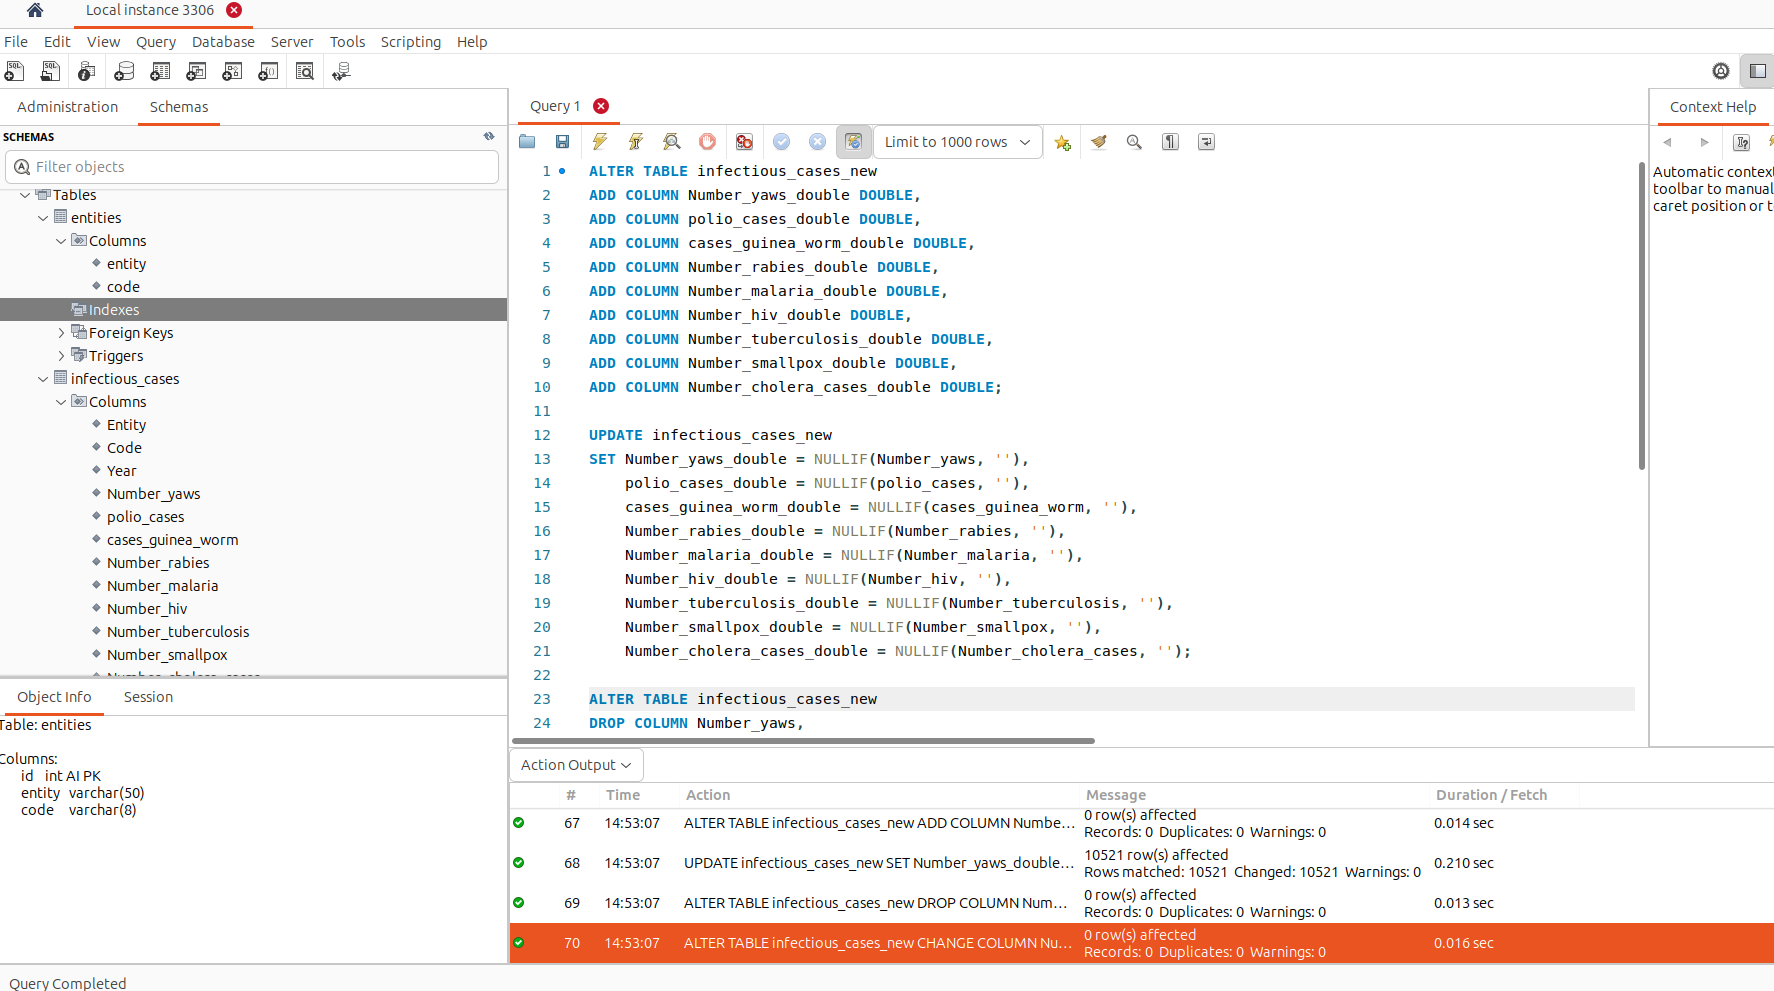 Local instance 3306
File Edit View Query Database Server Tools Scripting Help
Administration Schemas
SCHEMAS
Filter objects
Tables
entities
Columns
entity
code
Indexes
Foreign Keys
Triggers
infectious_cases
Columns
Entity
Code
Year
Number_yaws
polio_cases
cases_guinea_worm
Number_rabies
Number_malaria
Number_hiv
Number_tuberculosis
Number_smallpox
Object Info Session
Table: entities
Columns:
id int AI PK
entity varchar(50)
code varchar(8)
Query 1
Limit to 1000 rows
1 ALTER TABLE infectious_cases_new
2 ADD COLUMN Number_yaws_double DOUBLE,
3 ADD COLUMN polio_cases_double DOUBLE,
4 ADD COLUMN cases_guinea_worm_double DOUBLE,
5 ADD COLUMN Number_rabies_double DOUBLE,
6 ADD COLUMN Number_malaria_double DOUBLE,
7 ADD COLUMN Number_hiv_double DOUBLE,
8 ADD COLUMN Number_tuberculosis_double DOUBLE,
9 ADD COLUMN Number_smallpox_double DOUBLE,
10 ADD COLUMN Number_cholera_cases_double DOUBLE;
11
12 UPDATE infectious_cases_new
13 SET Number_yaws_double = NULLIF(Number_yaws, ''),
14 polio_cases_double = NULLIF(polio_cases, ''),
15 cases_guinea_worm_double = NULLIF(cases_guinea_worm, ''),
16 Number_rabies_double = NULLIF(Number_rabies, ''),
17 Number_malaria_double = NULLIF(Number_malaria, ''),
18 Number_hiv_double = NULLIF(Number_hiv, ''),
19 Number_tuberculosis_double = NULLIF(Number_tuberculosis, ''),
20 Number_smallpox_double = NULLIF(Number_smallpox, ''),
21 Number_cholera_cases_double = NULLIF(Number_cholera_cases, '');
22
23 ALTER TABLE infectious_cases_new
24 DROP COLUMN Number_yaws,
Context Help
Automatic context
toolbar to manual
caret position or t
Action Output
# Time Action Message Duration / Fetch
67 14:53:07 ALTER TABLE infectious_cases_new ADD COLUMN Numbe... 0 row(s) affected 0.014 sec
Records: 0 Duplicates: 0 Warnings: 0
68 14:53:07 UPDATE infectious_cases_new SET Number_yaws_double... 10521 row(s) affected 0.210 sec
Rows matched: 10521 Changed: 10521 Warnings: 0
69 14:53:07 ALTER TABLE infectious_cases_new DROP COLUMN Num... 0 row(s) affected 0.013 sec
Records: 0 Duplicates: 0 Warnings: 0
70 14:53:07 ALTER TABLE infectious_cases_new CHANGE COLUMN Nu... 0 row(s) affected 0.016 sec
Records: 0 Duplicates: 0 Warnings: 0
Query Completed